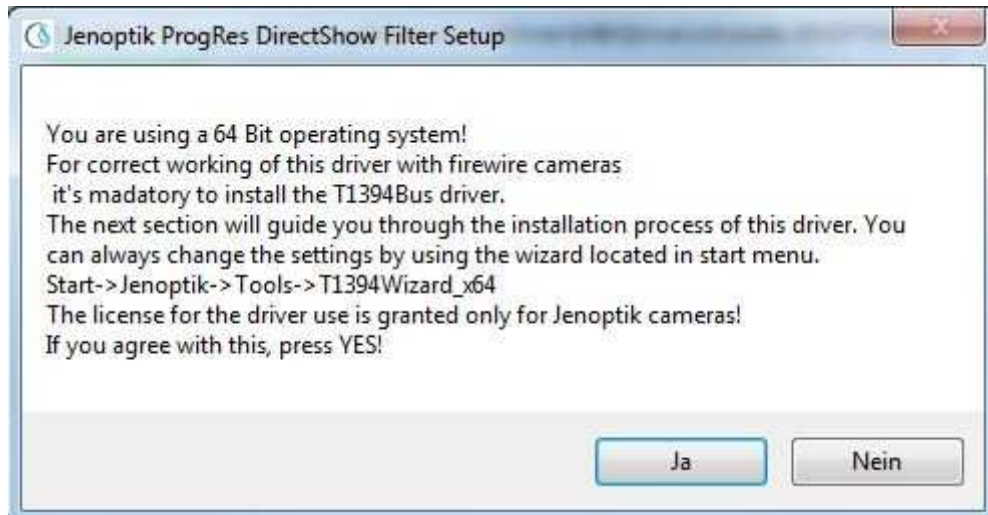 Jenoptik ProgRes DirectShow Filter Setup
You are using a 64 Bit operating system!
For correct working of this driver with firewire cameras
it's madatory to install the T1394Bus driver.
The next section will guide you through the installation process of this driver. You
can always change the settings by using the wizard located in start menu.
Start->Jenoptik->Tools->T1394Wizard_x64
The license for the driver use is granted only for Jenoptik cameras!
If you agree with this, press YES!
Ja
Nein